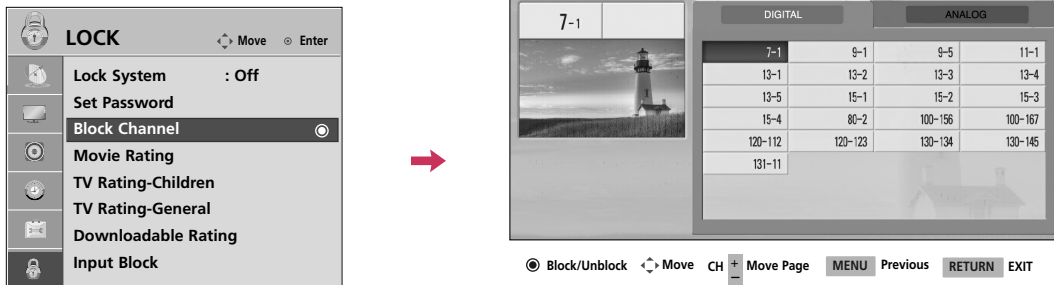 LOCK
Move Enter
Lock System : Off
Set Password
Block Channel
Movie Rating
TV Rating-Children
TV Rating-General
Downloadable Rating
Input Block
7-1
DIGITAL ANALOG
7-1 9-1 9-5 11-1
13-1 13-2 13-3 13-4
13-5 15-1 15-2 15-3
15-4 80-2 100-156 100-167
120-112 120-123 130-134 130-145
131-11
Block/Unblock Move CH + - Move Page MENU Previous RETURN EXIT